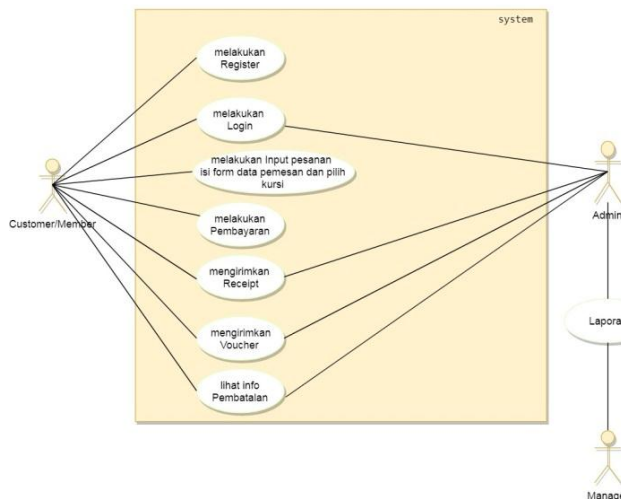 system
melakukan
Register
melakukan
Login
melakukan Input pesanan
isi form data pemesan dan pilih
kursi
Customer/Member
Admin
melakukan
Pembayaran
mengirimkan
Receipt
mengirimkan
Voucher
lihat info
Pembatalan